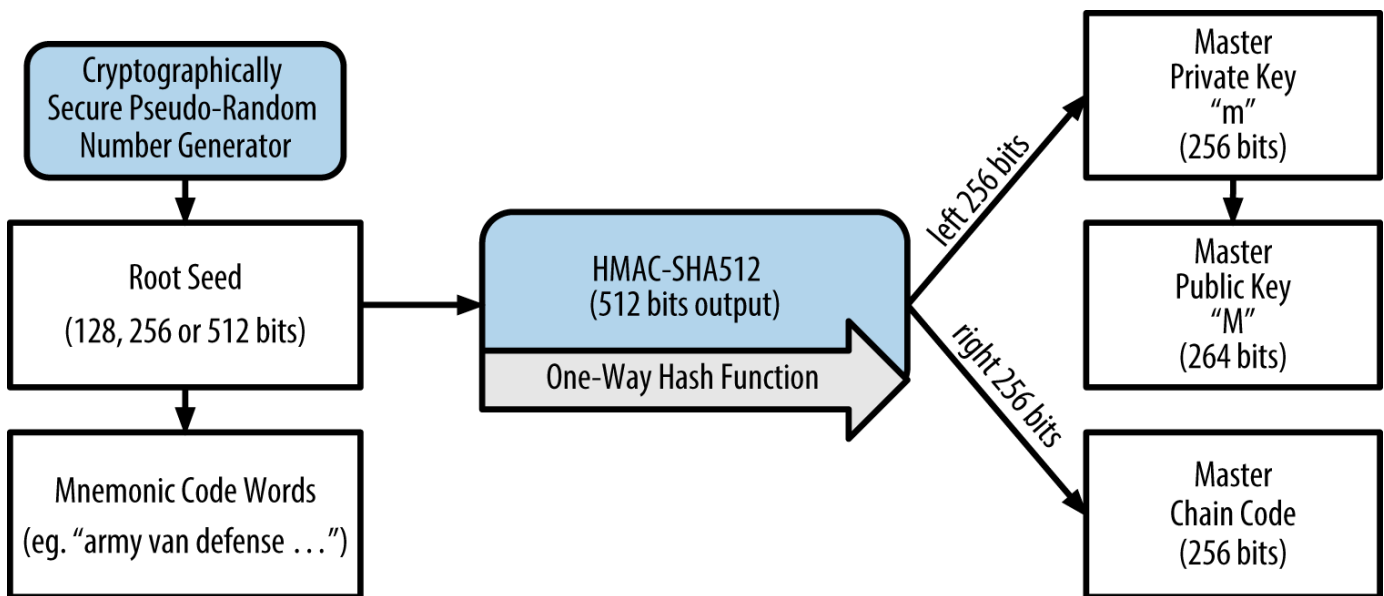 Cryptographically
Secure Pseudo-Random
Number Generator
Root Seed
(128, 256 or 512 bits)
Mnemonic Code Words
(eg. “army van defense …”)
HMAC-SHA512
(512 bits output)
One-Way Hash Function
left 256 bits
right 256 bits
Master
Private Key
“m”
(256 bits)
Master
Public Key
“M”
(264 bits)
Master
Chain Code
(256 bits)